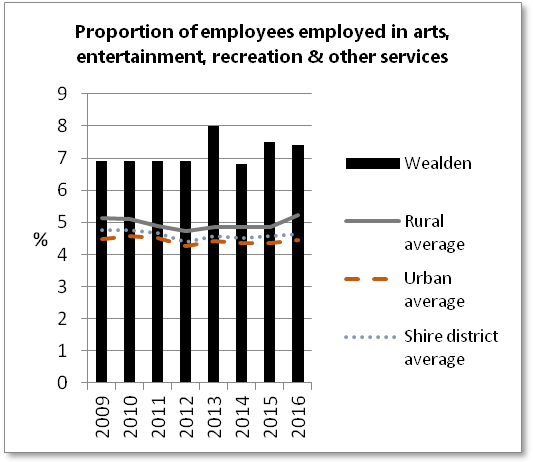 Proportion of employees employed in arts,
entertainment, recreation & other services
9
8
7
6
5
4
3
2
1
0
%
2009
2010
2011
2012
2013
2014
2015
2016
Wealden
Rural
average
Urban
average
Shire district
average